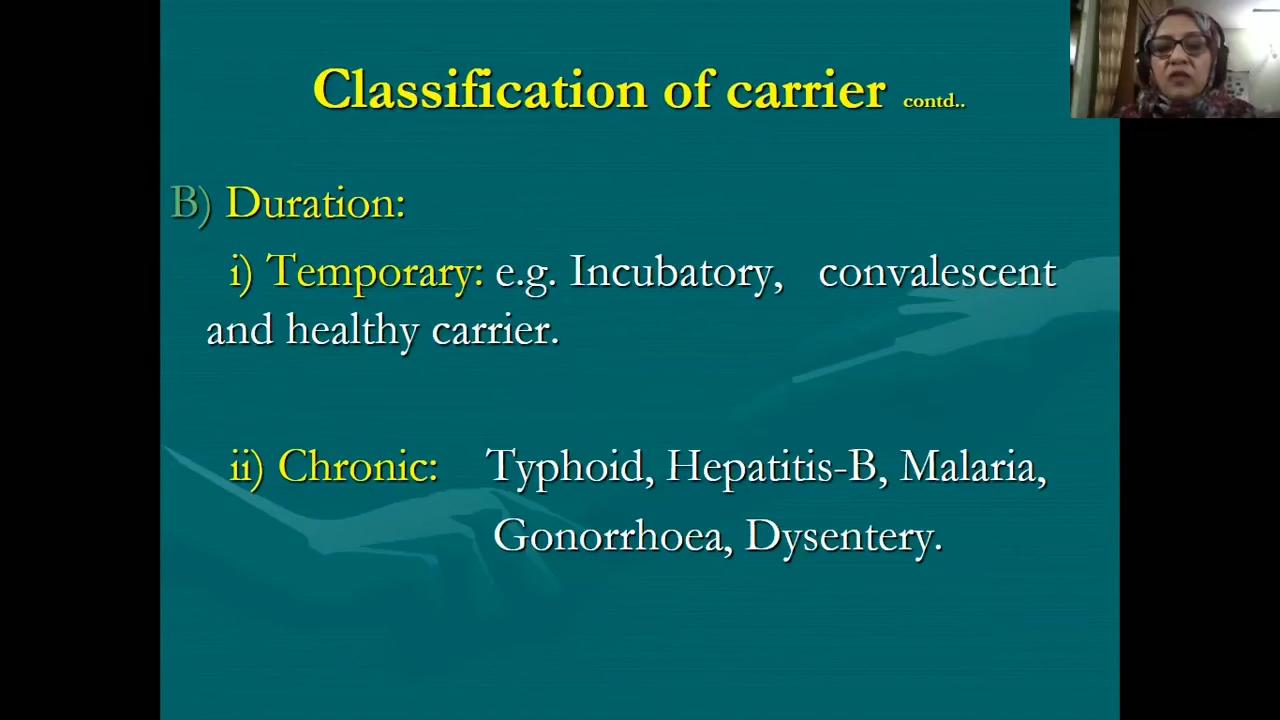 Classification of carrier contd..
B) Duration:
i) Temporary: e.g. Incubatory, convalescent
and healthy carrier.
ii) Chronic: Typhoid, Hepatitis-B, Malaria,
Gonorrhoea, Dysentery.